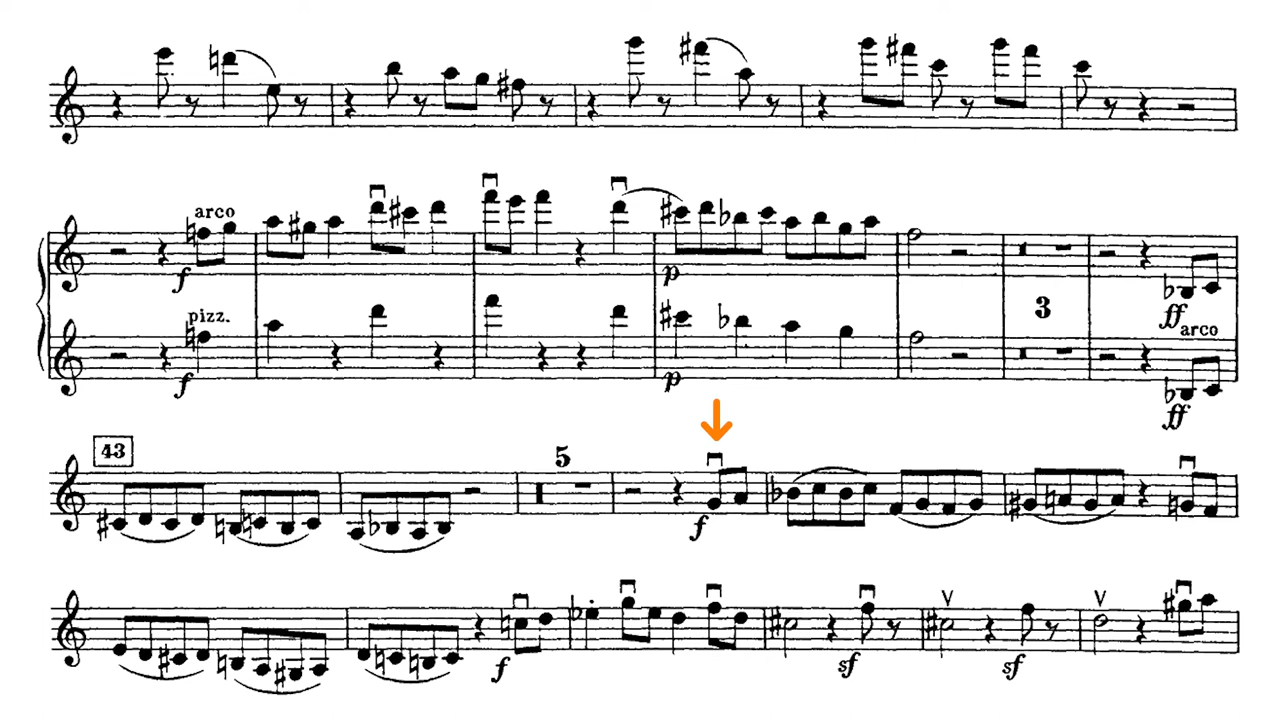 arco
f p
pizz. 3 ff
arco
f p ff
43 5
f
f sf sf